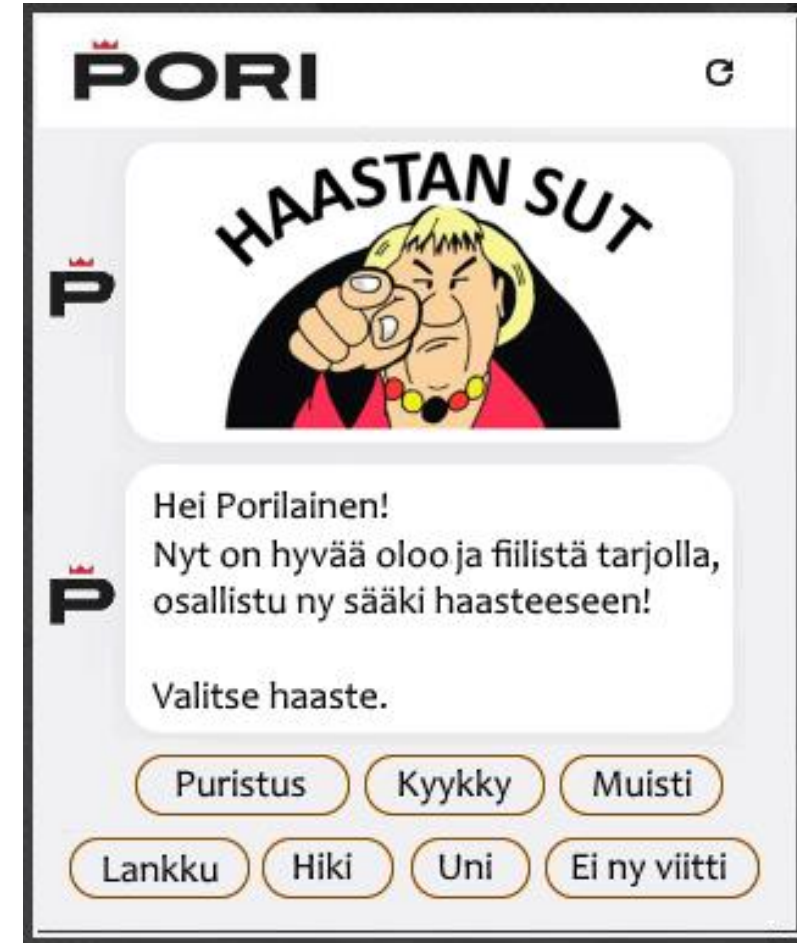 PORI
HAASTAN SUT
P
Hei Porilainen!
Nyt on hyvää oloo ja fiilistä tarjolla,
osallistu ny sääki haasteeseen!
P
Valitse haaste.
Puristus Kyykky Muisti
Lankku Hiki Uni Ei ny viitti